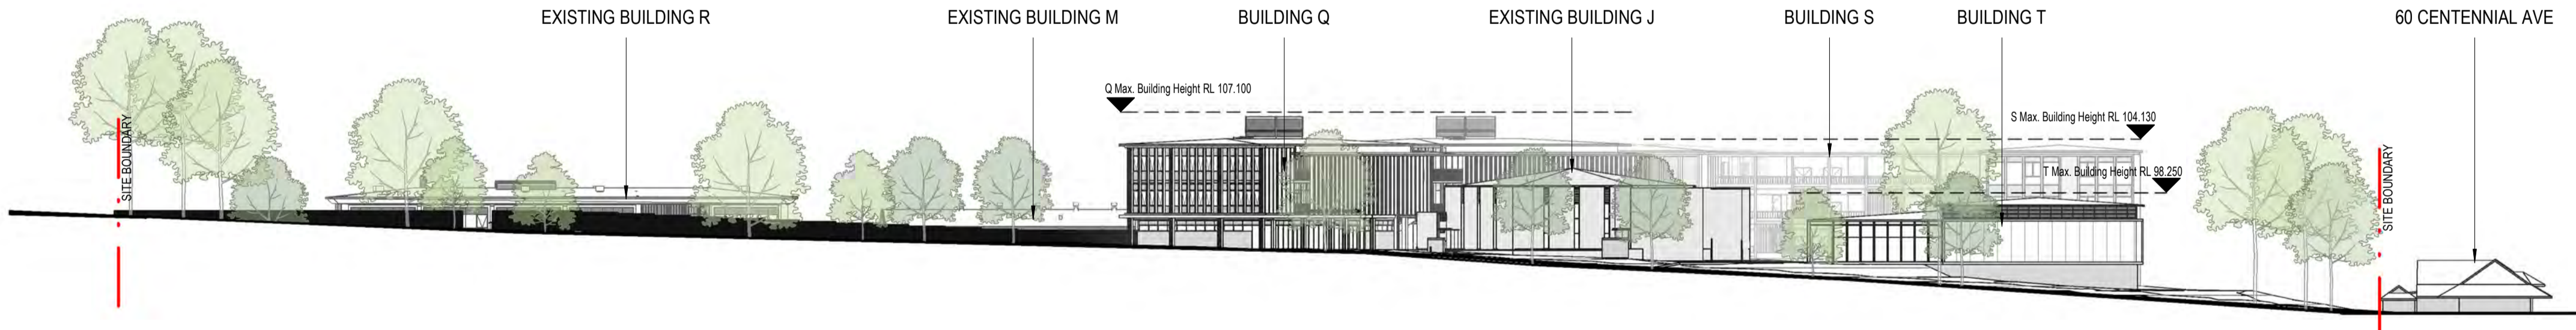 EXISTING BUILDING R
EXISTING BUILDING M
BUILDING Q
EXISTING BUILDING J
BUILDING S
BUILDING T
60 CENTENNIAL AVE
Q Max. Building Height RL 107.100
S Max. Building Height RL 104.130
T Max. Building Height RL 98.250
SITE BOUNDARY
SITE BOUNDARY